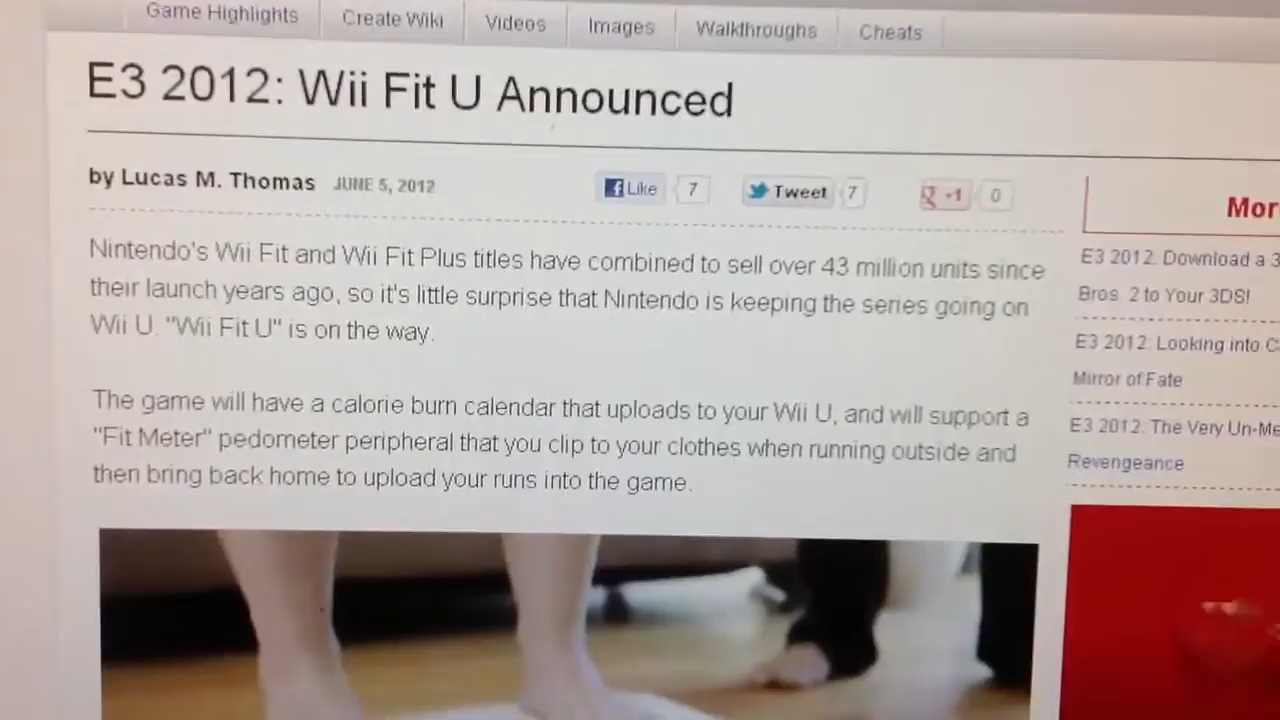 Game Highlights Create Wiki Videos Images Walkthroughs Cheats
E3 2012: Wii Fit U Announced
by Lucas M. Thomas JUNE 5, 2012 Like 7 Tweet 7 +1 0
Nintendo's Wii Fit and Wii Fit Plus titles have combined to sell over 43 million units since
their launch years ago, so it's little surprise that Nintendo is keeping the series going on
Wii U. "Wii Fit U" is on the way.
The game will have a calorie burn calendar that uploads to your Wii U, and will support a
"Fit Meter" pedometer peripheral that you clip to your clothes when running outside and
then bring back home to upload your runs into the game.
Mor
E3 2012: Download a 3
Bros. 2 to Your 3DS!
E3 2012: Looking into C
Mirror of Fate
E3 2012: The Very Un-Me
Revengeance